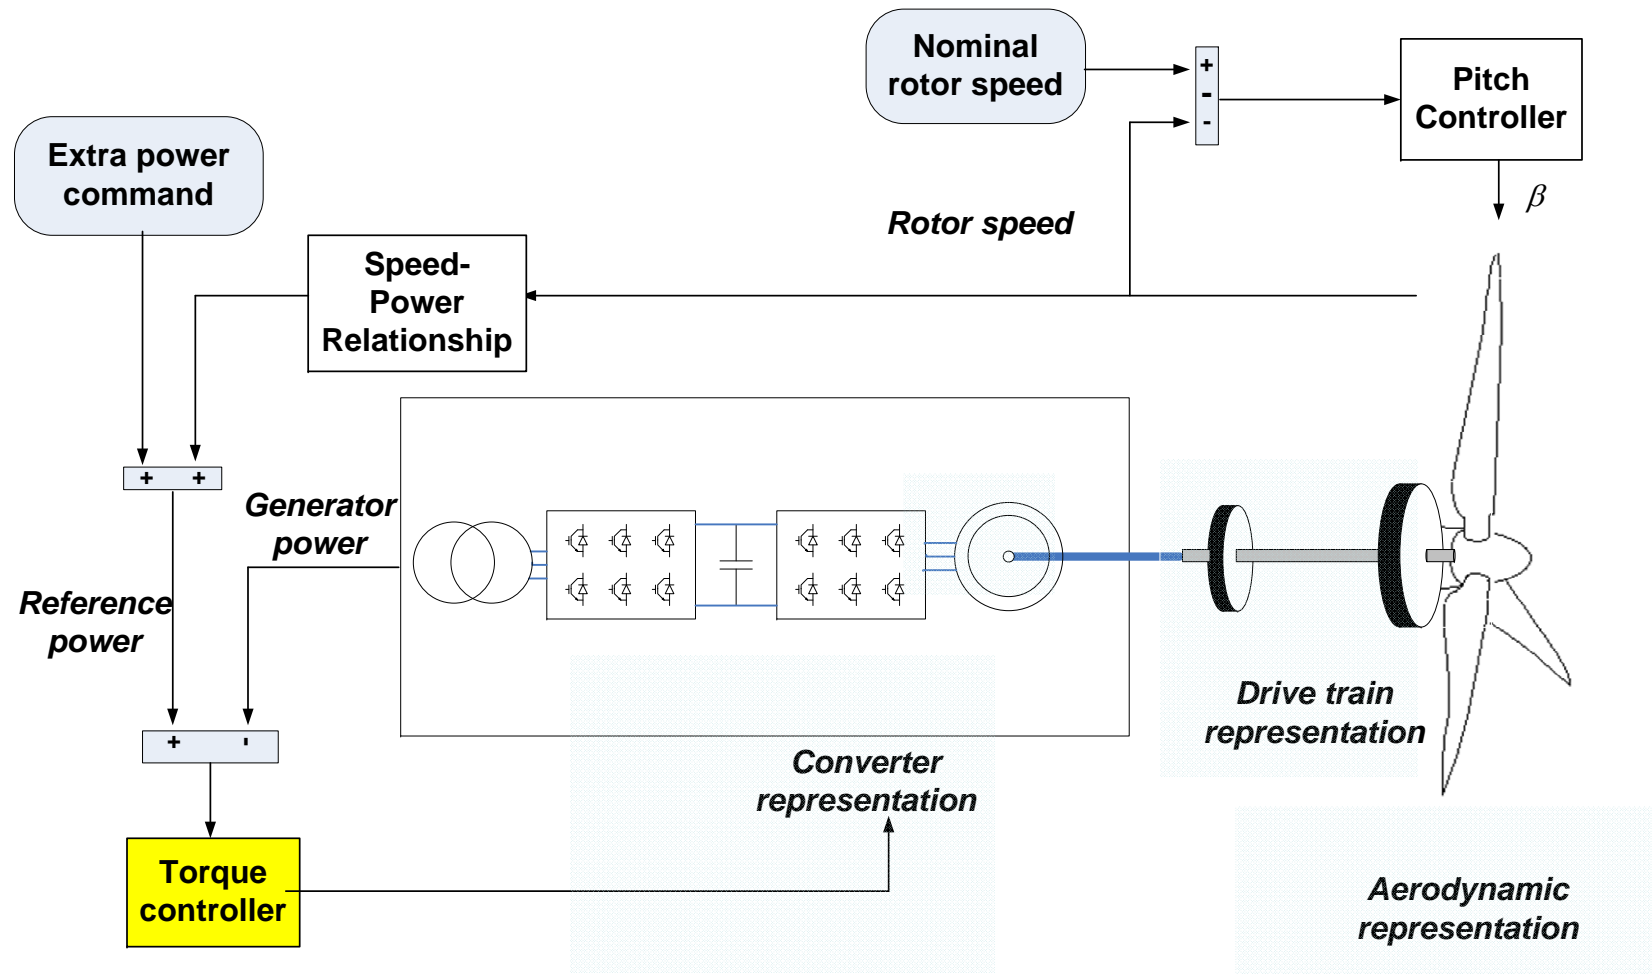 Nominal
rotor speed
+
-
-
Pitch
Controller
β
Extra power
command
Rotor speed
Speed-
Power
Relationship
+ +
Generator
power
Reference
power
+ -
Torque
controller
Converter
representation
Drive train
representation
Aerodynamic
representation